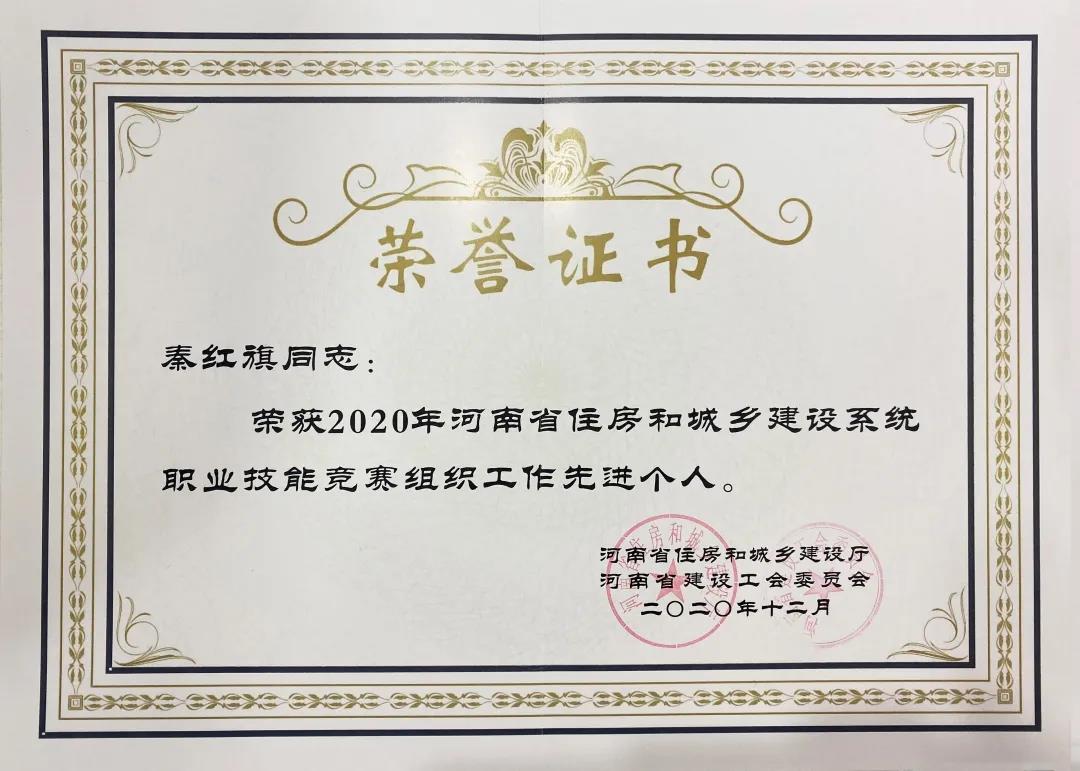 荣誉证书
秦红旗同志：
荣获2020年河南省住房和城乡建设系统
职业技能竞赛组织工作先进个人。
河南省住房和城乡建设厅
河南省建设工会委员会
二〇二〇年十二月